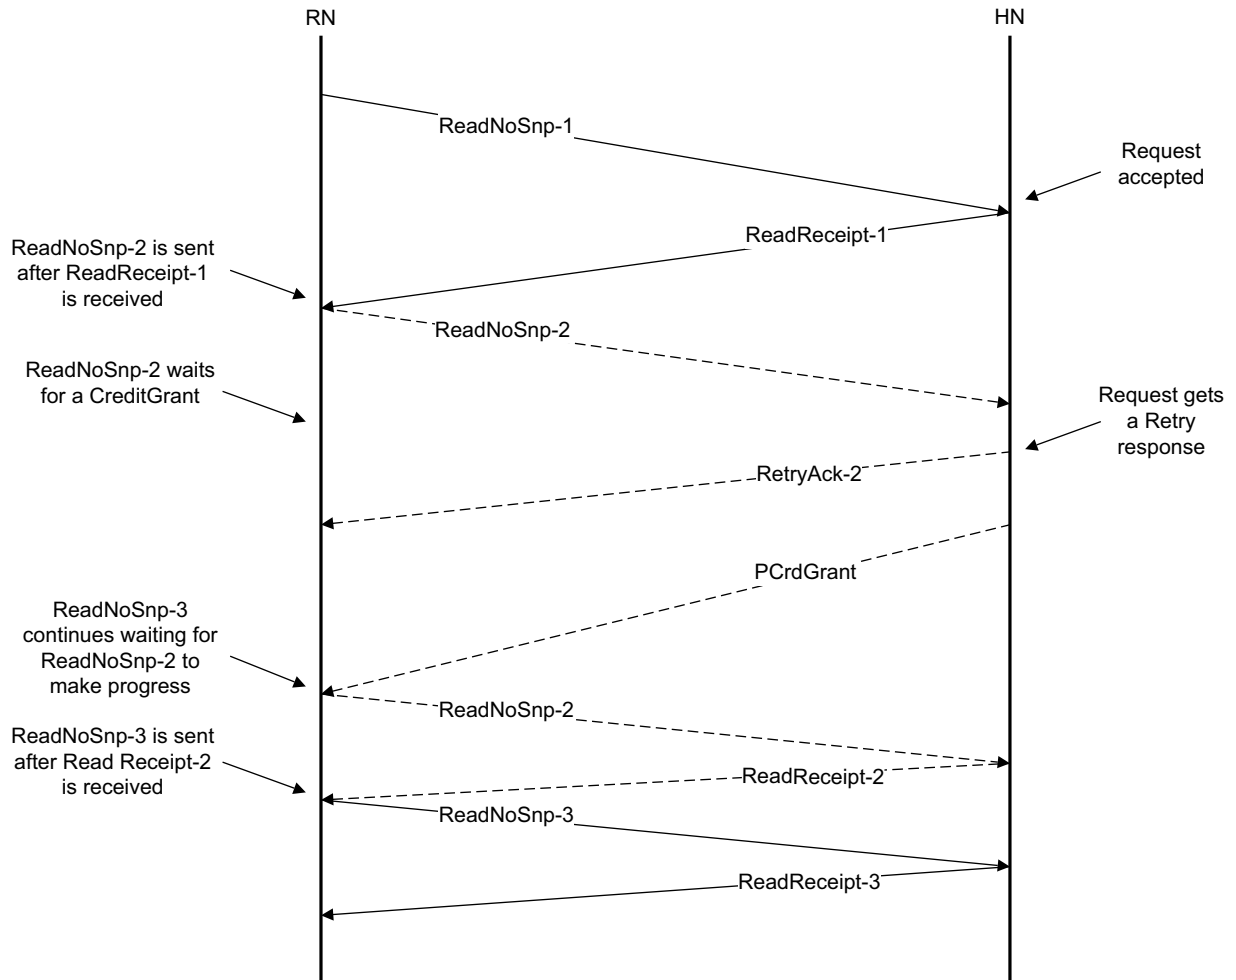 RN
HN
ReadNoSnp-1
Request
accepted
ReadReceipt-1
ReadNoSnp-2 is sent
after ReadReceipt-1
is received
ReadNoSnp-2
ReadNoSnp-2 waits
for a CreditGrant
Request gets
a Retry
response
RetryAck-2
PCrdGrant
ReadNoSnp-3
continues waiting for
ReadNoSnp-2 to
make progress
ReadNoSnp-2
ReadNoSnp-3 is sent
after Read Receipt-2
is received
ReadReceipt-2
ReadNoSnp-3
ReadReceipt-3